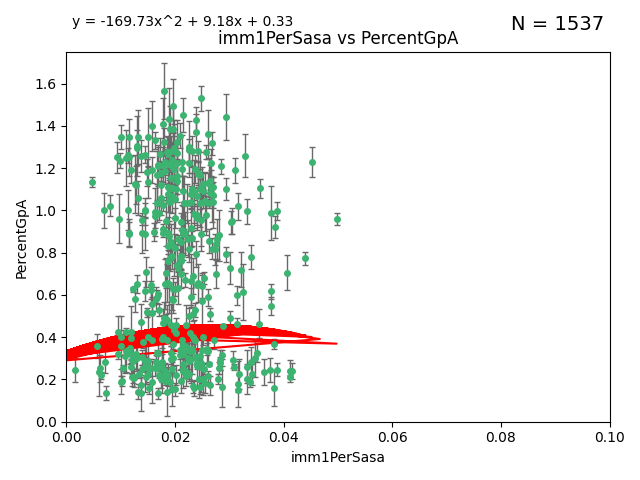 y = -169.73x^2 + 9.18x + 0.33
N = 1537
imm1PerSasa vs PercentGpA
1.6
1.4
1.2
1.0
0.8
0.6
0.4
0.2
0.0
PercentGpA
0.00 0.02 0.04 0.06 0.08 0.10
imm1PerSasa